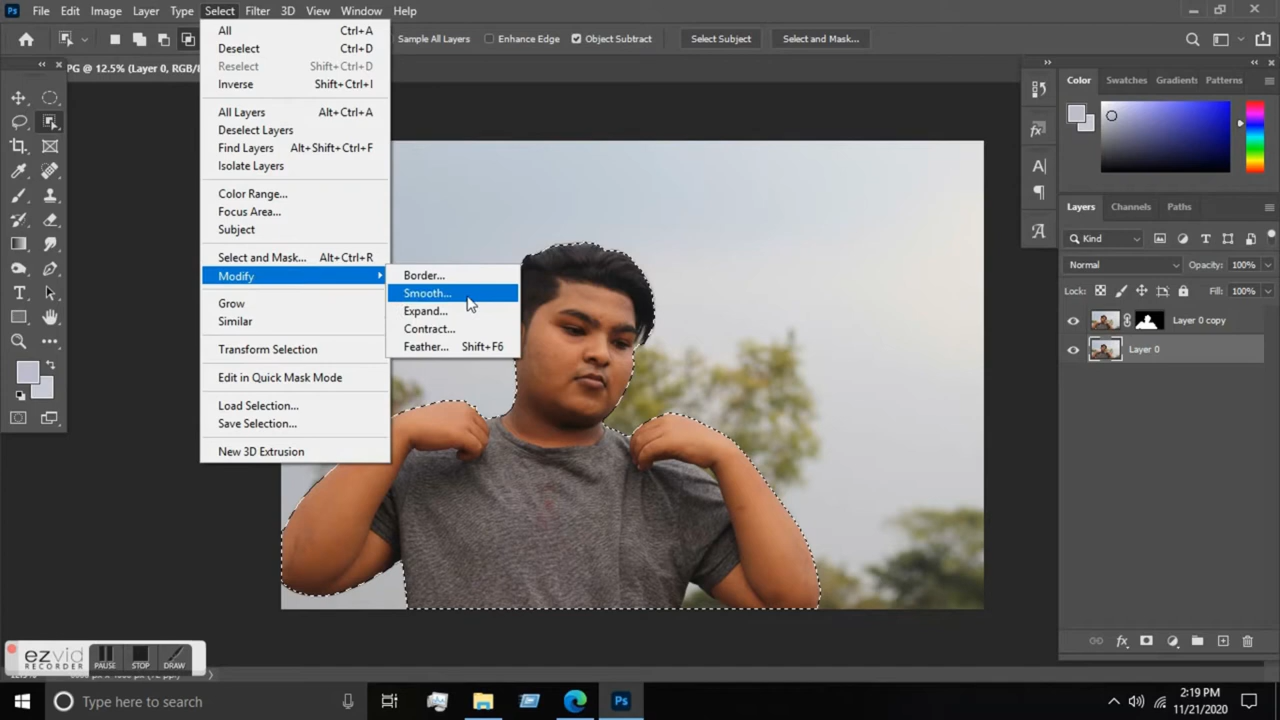 Ps File Edit Image Layer Type Select Filter 3D View Window Help
Sample All Layers Enhance Edge Object Subtract Select Subject Select and Mask...
PG @ 12.5% (Layer 0, RGB/
All Ctrl+A
Deselect Ctrl+D
Reselect Shift+Ctrl+D
Inverse Shift+Ctrl+I
All Layers Alt+Ctrl+A
Deselect Layers
Find Layers Alt+Shift+Ctrl+F
Isolate Layers
Color Range...
Focus Area...
Subject
Select and Mask... Alt+Ctrl+R
Modify
Grow
Similar
Transform Selection
Edit in Quick Mask Mode
Load Selection...
Save Selection...
New 3D Extrusion
Border...
Smooth...
Expand...
Contract...
Feather... Shift+F6
Color Swatches Gradients Patterns
Layers Channels Paths
Kind
Normal Opacity: 100%
Lock: Fill: 100%
Layer 0 copy
Layer 0
ezvid
RECORDER
PAUSE STOP DRAW
Type here to search
Ps
2:19 PM
11/21/2020